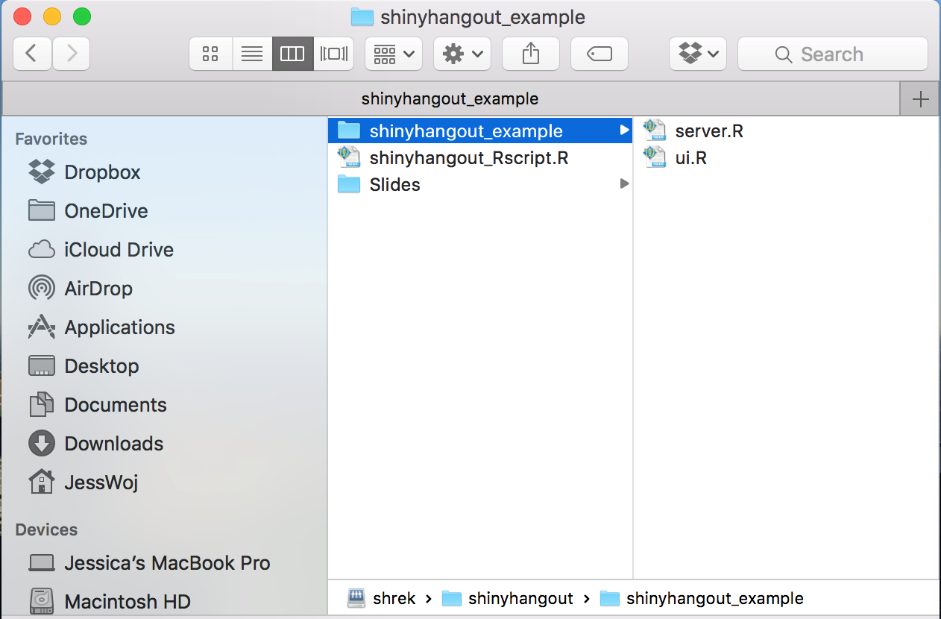 shinyhangout_example
Search
shinyhangout_example
Favorites
Dropbox
OneDrive
iCloud Drive
AirDrop
Applications
Desktop
Documents
Downloads
JessWoj
Devices
Jessica’s MacBook Pro
Macintosh HD
shinyhangout_example
shinyhangout_Rscript.R
Slides
server.R
ui.R
shrek › shinyhangout › shinyhangout_example